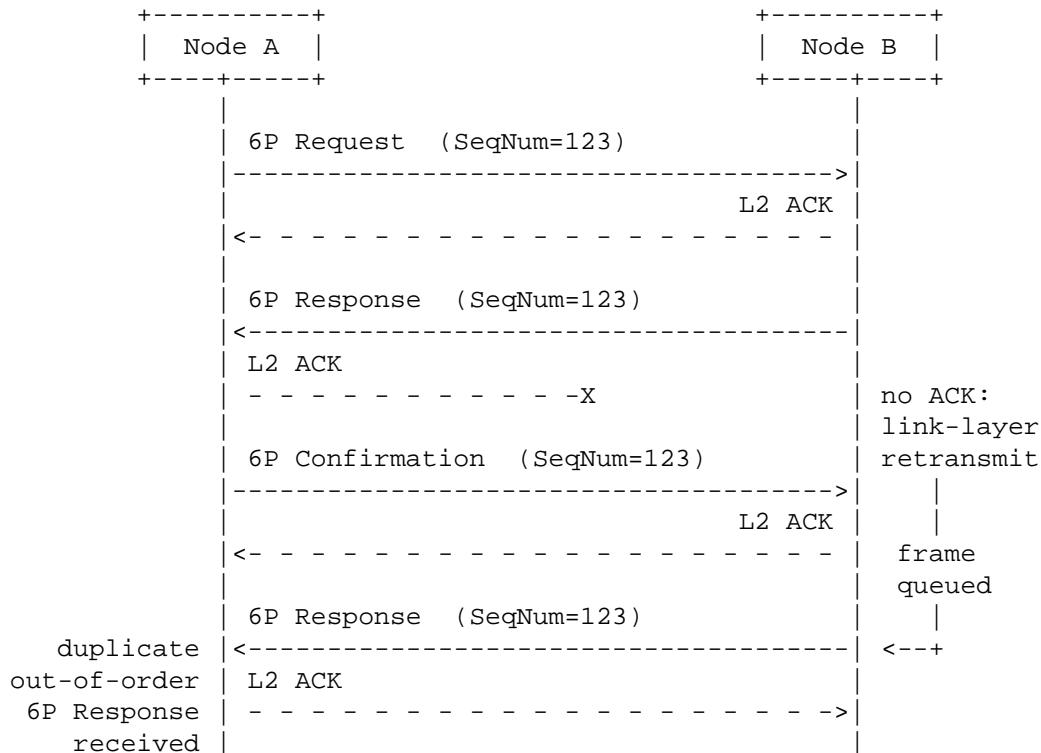 Node A Node B
6P Request (SeqNum=123)
L2 ACK
6P Response (SeqNum=123)
L2 ACK
X no ACK:
link-layer
6P Confirmation (SeqNum=123) retransmit
L2 ACK
frame
queued
6P Response (SeqNum=123)
duplicate
out-of-order L2 ACK
6P Response
received